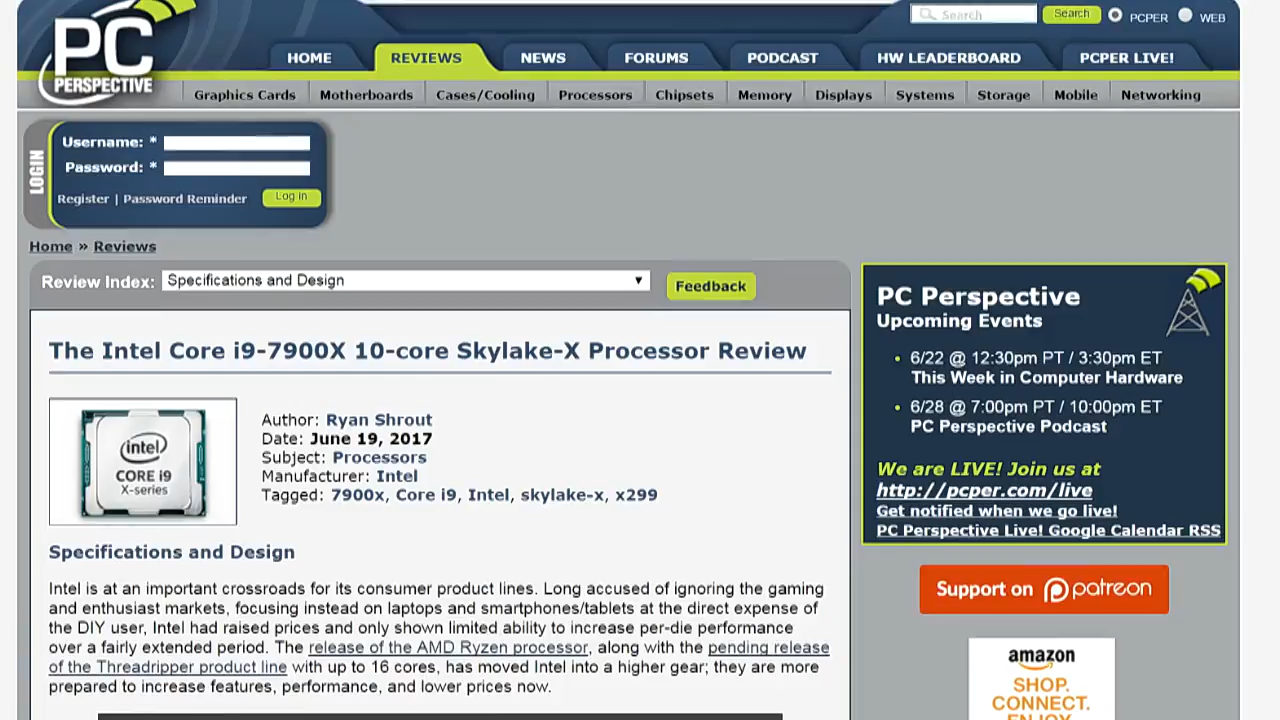 PC
PERSPECTIVE
Search
Search
PCPER
WEB
HOME
REVIEWS
NEWS
FORUMS
PODCAST
HW LEADERBOARD
PCPER LIVE!
Graphics Cards
Motherboards
Cases/Cooling
Processors
Chipsets
Memory
Displays
Systems
Storage
Mobile
Networking
LOGIN
Username: *
Password: *
Register | Password Reminder
Log in
Home » Reviews
Review Index:
Specifications and Design
Feedback
The Intel Core i9-7900X 10-core Skylake-X Processor Review
intel
CORE i9
X-series
Author: Ryan Shrout
Date: June 19, 2017
Subject: Processors
Manufacturer: Intel
Tagged: 7900x, Core i9, Intel, skylake-x, x299
Specifications and Design
Intel is at an important crossroads for its consumer product lines. Long accused of ignoring the gaming
and enthusiast markets, focusing instead on laptops and smartphones/tablets at the direct expense of
the DIY user, Intel had raised prices and only shown limited ability to increase per-die performance
over a fairly extended period. The release of the AMD Ryzen processor, along with the pending release
of the Threadripper product line with up to 16 cores, has moved Intel into a higher gear; they are more
prepared to increase features, performance, and lower prices now.
PC Perspective
Upcoming Events
• 6/22 @ 12:30pm PT / 3:30pm ET
This Week in Computer Hardware
• 6/28 @ 7:00pm PT / 10:00pm ET
PC Perspective Podcast
We are LIVE! Join us at
http://pcper.com/live
Get notified when we go live!
PC Perspective Live! Google Calendar RSS
Support on patreon
amazon
SHOP.
CONNECT.
ENJOY.